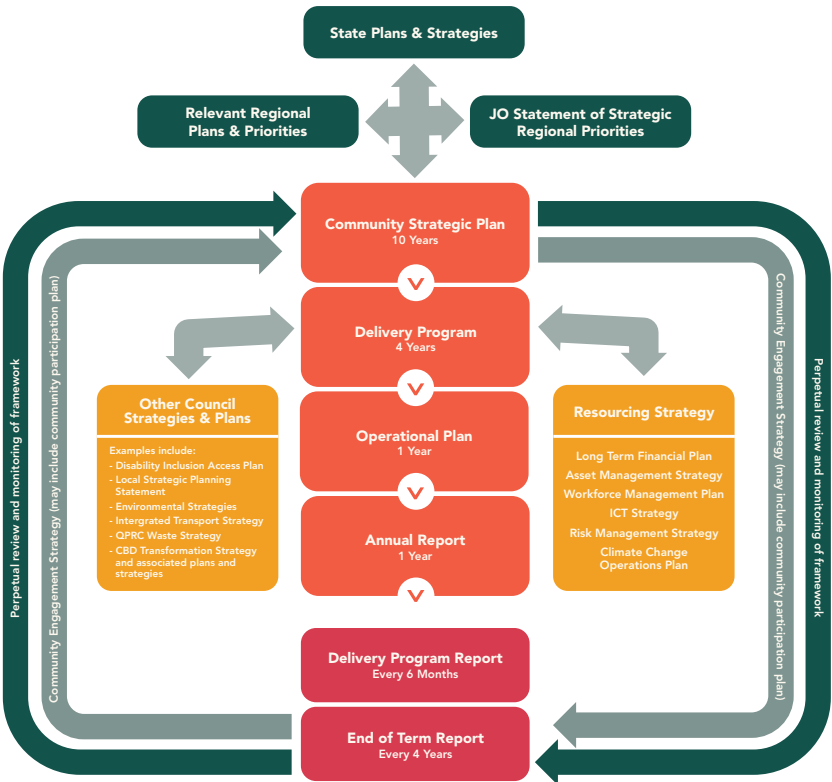 State Plans & Strategies
Relevant Regional
Plans & Priorities
JO Statement of Strategic
Regional Priorities
Community Strategic Plan
10 Years
Delivery Program
4 Years
Other Council
Strategies & Plans
Examples include:
- Disability Inclusion Access Plan
- Local Strategic Planning
Statement
- Environmental Strategies
- Intergrated Transport Strategy
- QPRC Waste Strategy
- CBD Transformation Strategy
and associated plans and
strategies
Operational Plan
1 Year
Annual Report
1 Year
Resourcing Strategy
Long Term Financial Plan
Asset Management Strategy
Workforce Management Plan
ICT Strategy
Risk Management Strategy
Climate Change
Operations Plan
Delivery Program Report
Every 6 Months
End of Term Report
Every 4 Years
Perpetual review and monitoring of framework
Community Engagement Strategy (may include community participation plan)
Community Engagement Strategy (may include community participation plan)
Perpetual review and monitoring of framework